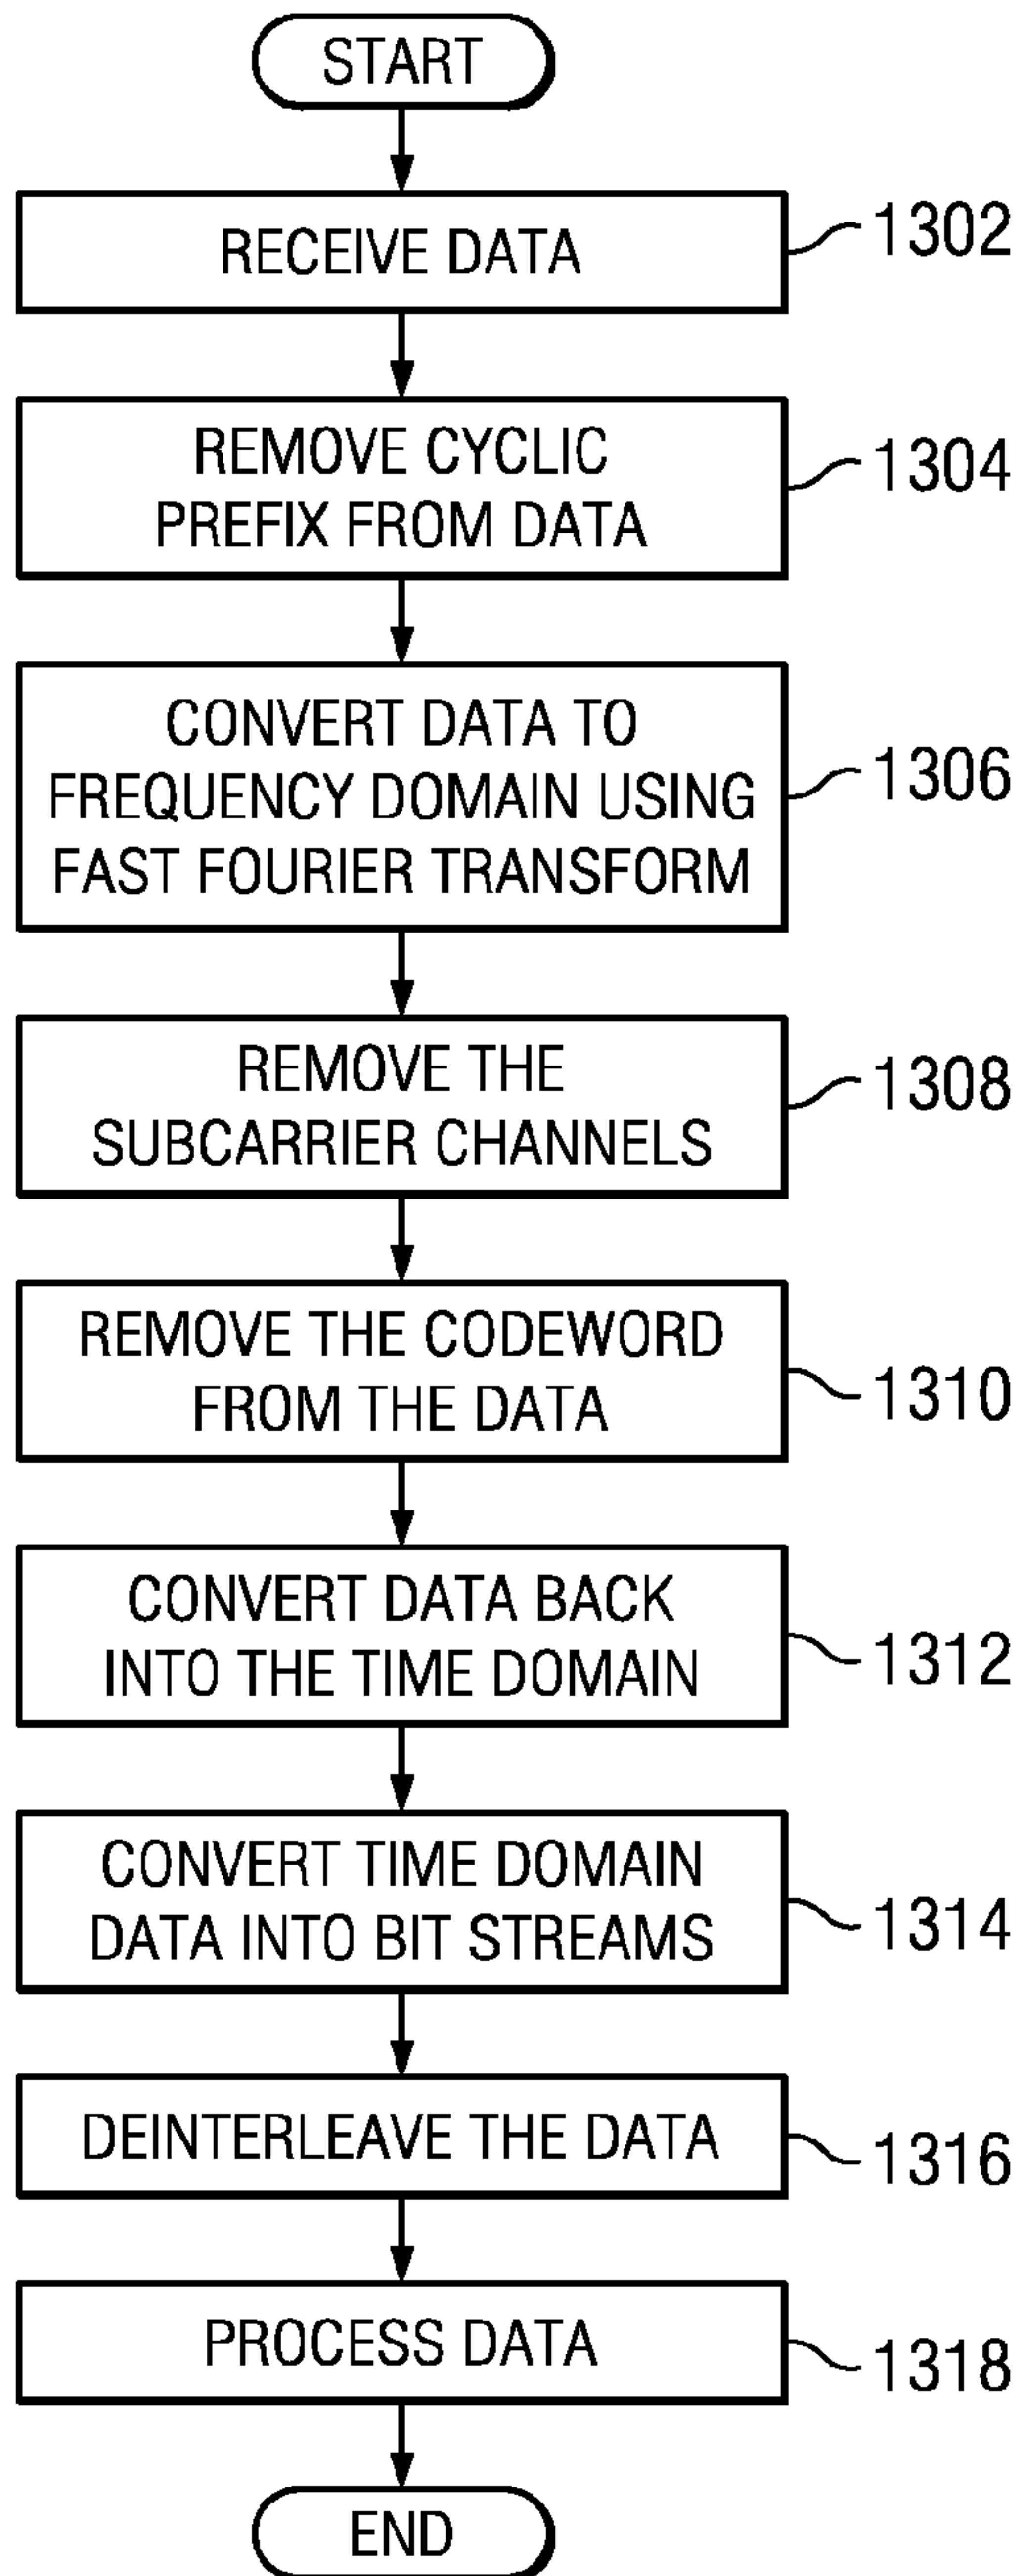 START
RECEIVE DATA
1302
REMOVE CYCLIC
PREFIX FROM DATA
1304
CONVERT DATA TO
FREQUENCY DOMAIN USING
FAST FOURIER TRANSFORM
1306
REMOVE THE
SUBCARRIER CHANNELS
1308
REMOVE THE CODEWORD
FROM THE DATA
1310
CONVERT DATA BACK
INTO THE TIME DOMAIN
1312
CONVERT TIME DOMAIN
DATA INTO BIT STREAMS
1314
DEINTERLEAVE THE DATA
1316
PROCESS DATA
1318
END